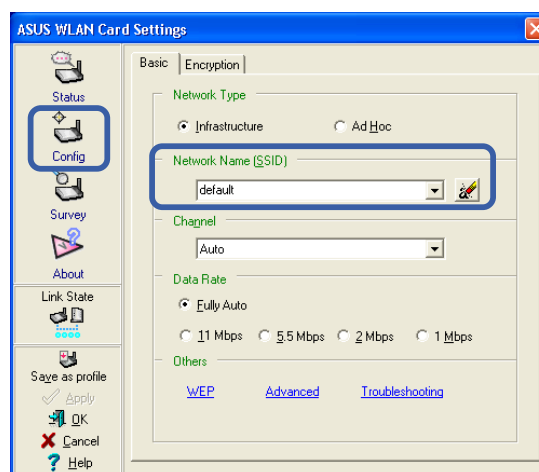 ASUS WLAN Card Settings
Status
Config
Survey
About
Link State
Save as profile
Apply
OK
Cancel
Help
Basic
Encryption
Network Type
Infrastructure
Ad Hoc
Network Name (SSID)
default
Channel
Auto
Data Rate
Fully Auto
11 Mbps 5.5 Mbps 2 Mbps 1 Mbps
Others
WEP Advanced Troubleshooting